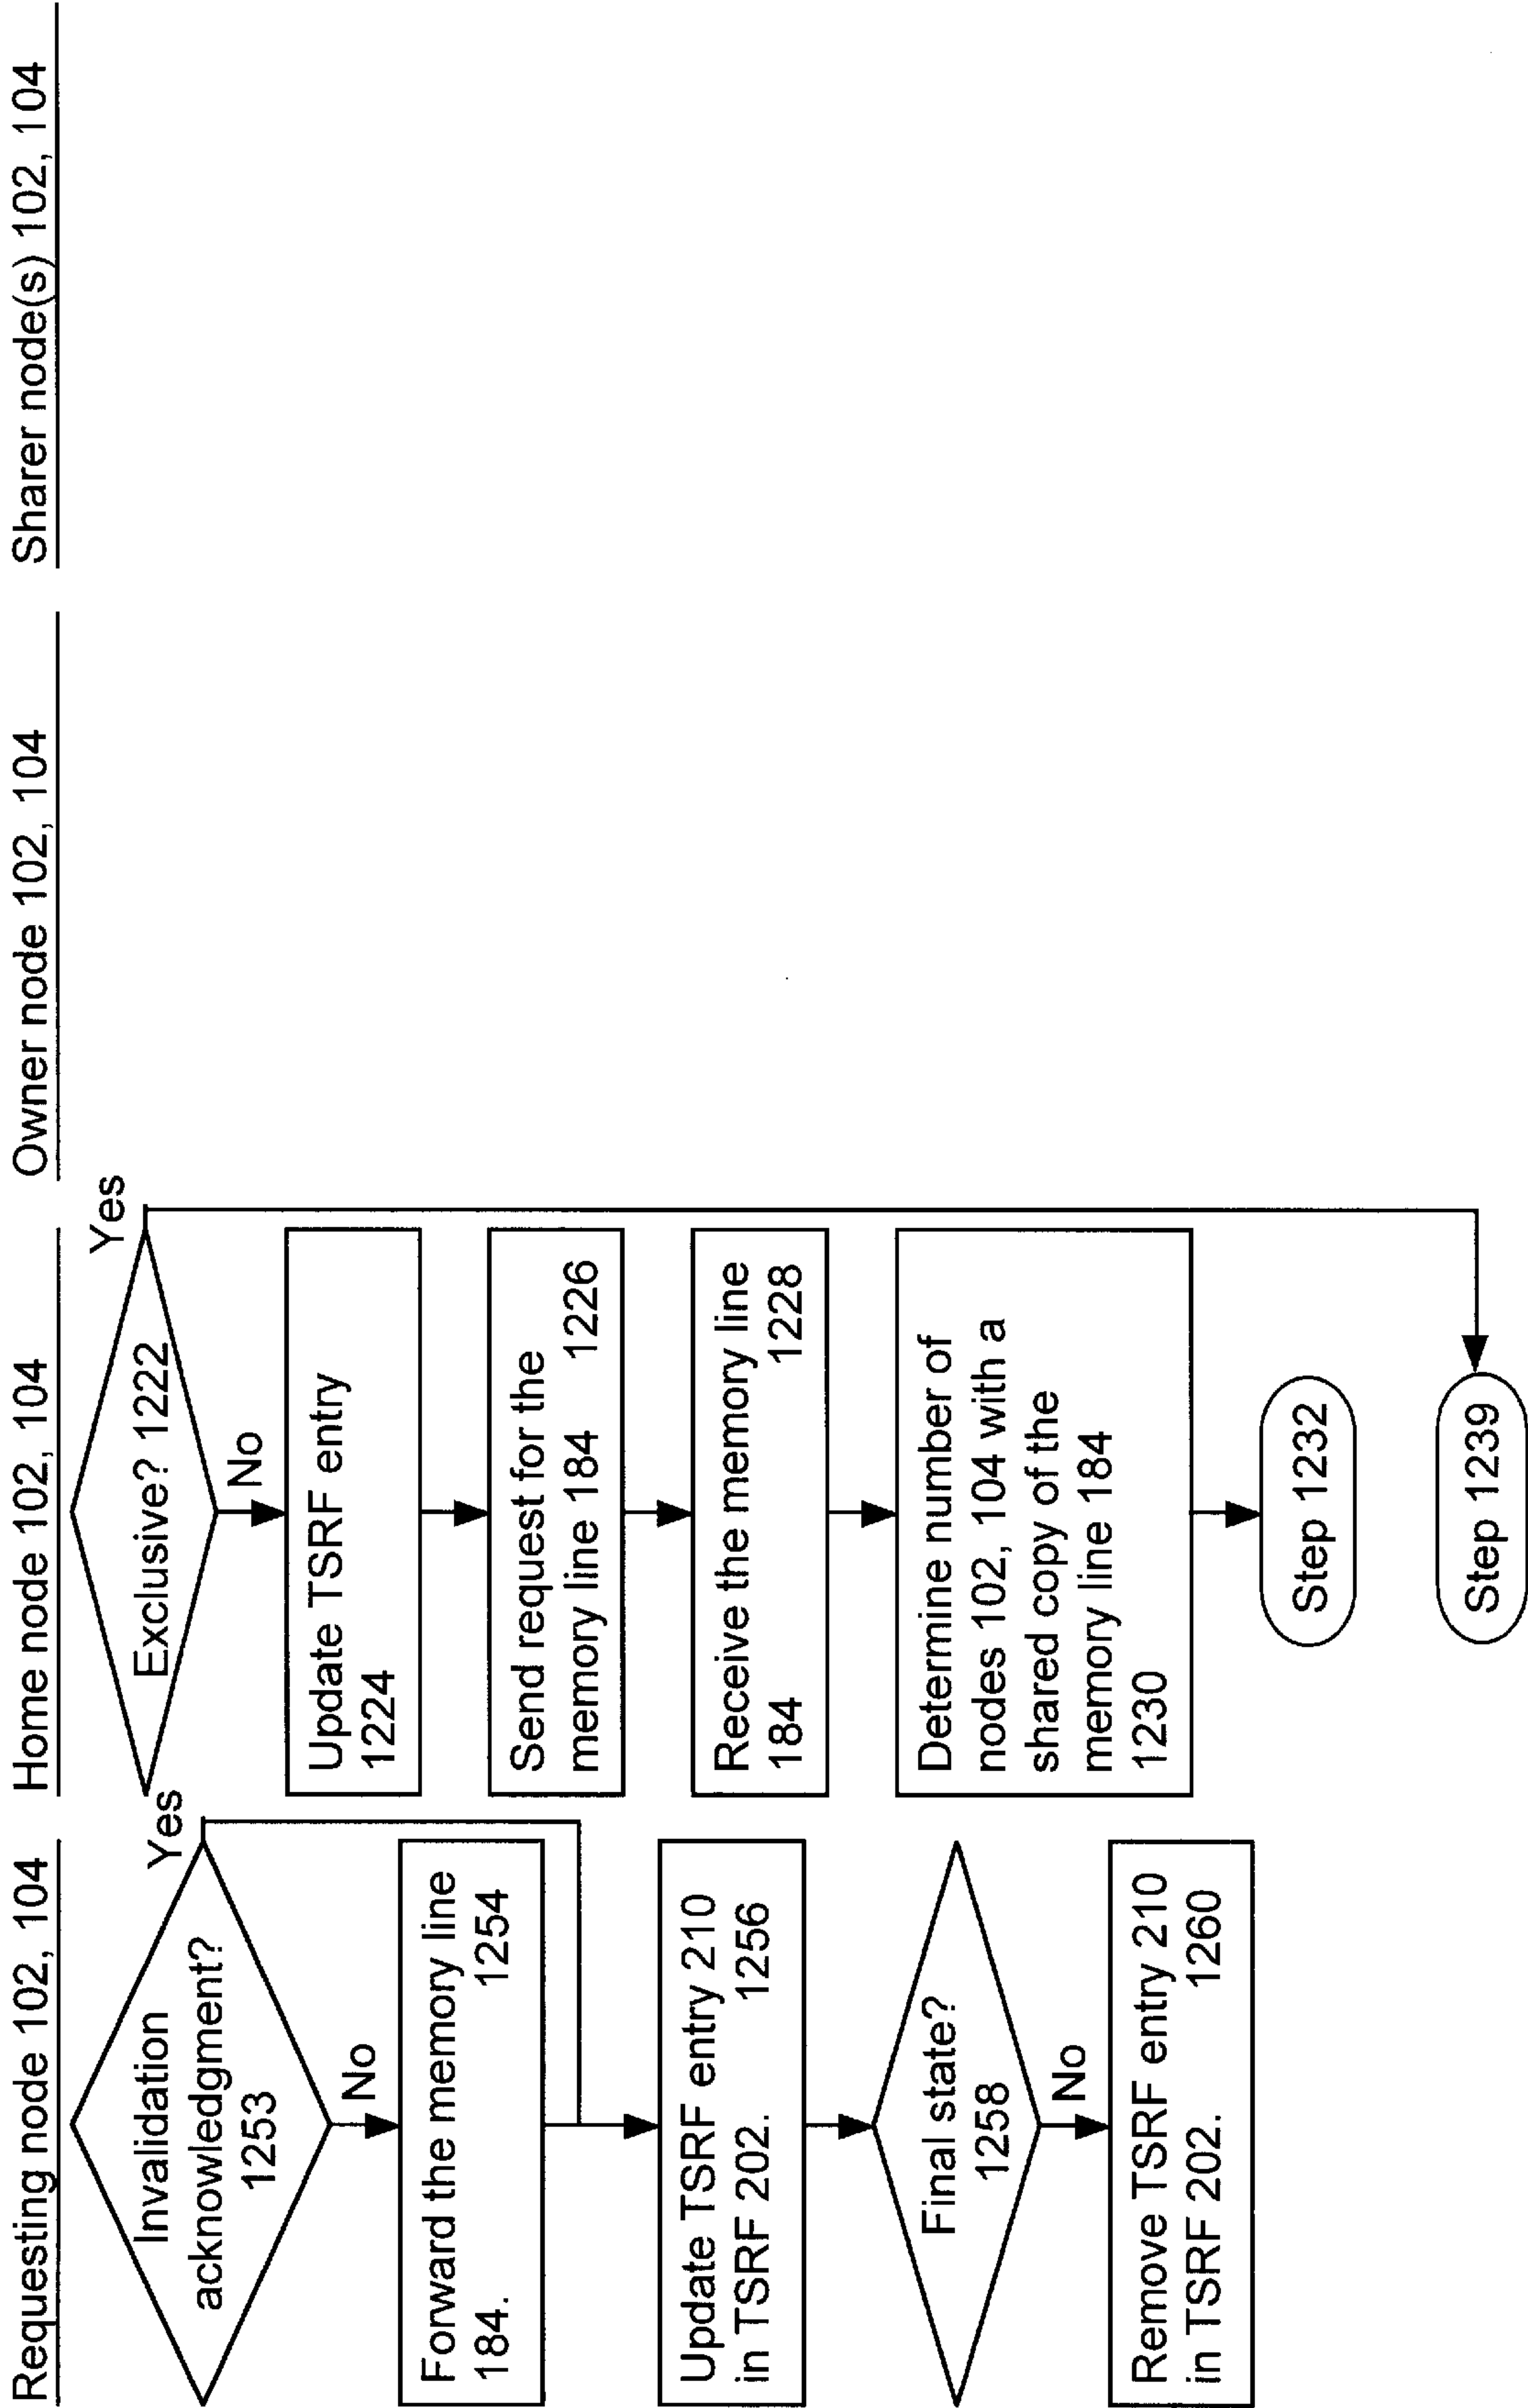 Requesting node 102, 104
Home node 102, 104
Owner node 102, 104
Sharer node(s) 102, 104
Invalidation
acknowledgment?
1253
Yes
No
Forward the memory line
184. 1254
Update TSRF entry 210
in TSRF 202. 1256
Final state?
1258
No
Remove TSRF entry 210
in TSRF 202. 1260
Exclusive? 1222
Yes
No
Update TSRF entry
1224
Send request for the
memory line 184 1226
Receive the memory line
184 1228
Determine number of
nodes 102, 104 with a
shared copy of the
memory line 184
1230
Step 1232
Step 1239